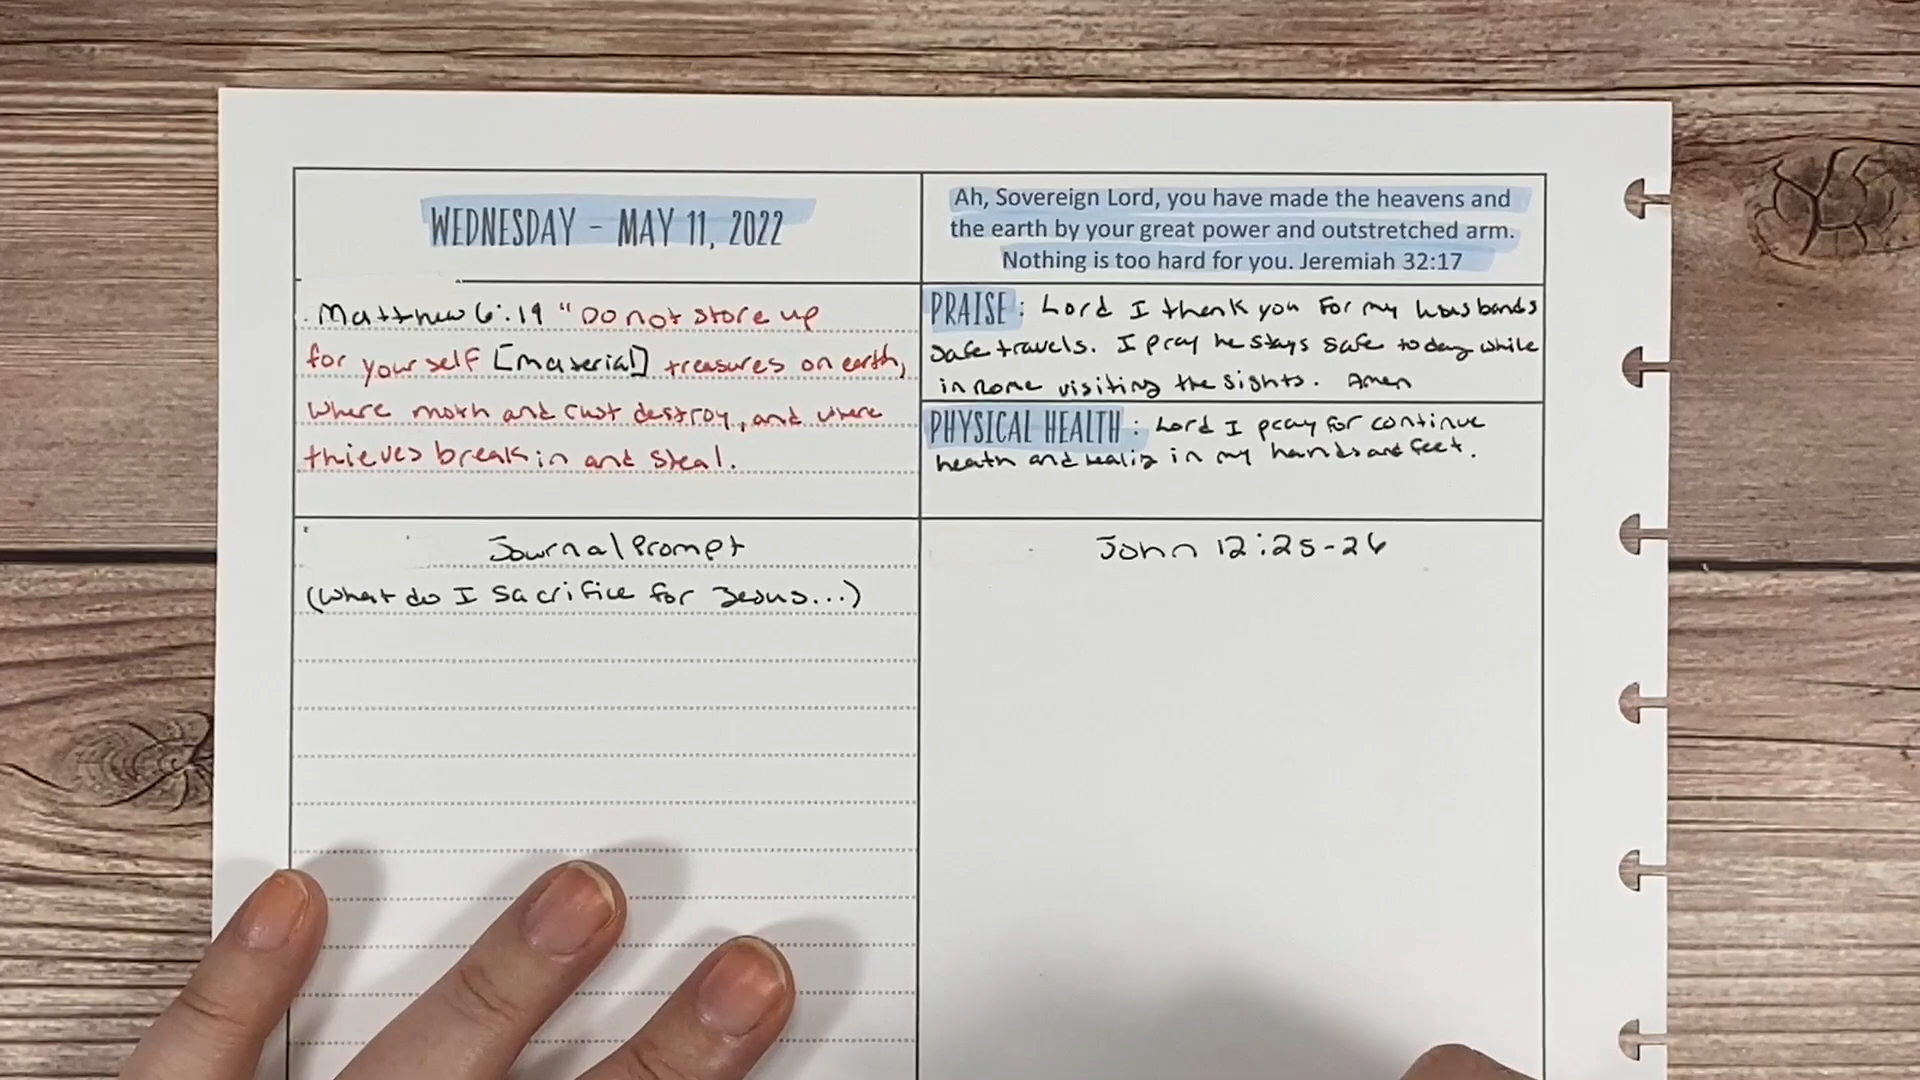 WEDNESDAY - MAY 11, 2022
Matthew 6:19 "Do not store up
for yourself [material] treasures on earth,
where moth and rust destroy, and where
thieves break in and steal.
Journal Prompt
(What do I sacrifice for Jesus...)
Ah, Sovereign Lord, you have made the heavens and
the earth by your great power and outstretched arm.
Nothing is too hard for you. Jeremiah 32:17
PRAISE: Lord I thank you for my husbands
safe travels. I pray he stays safe today while
in Rome visiting the sights. Amen
PHYSICAL HEALTH: Lord I pray for continue
heath and in my hands and feet.
John 12:25-26